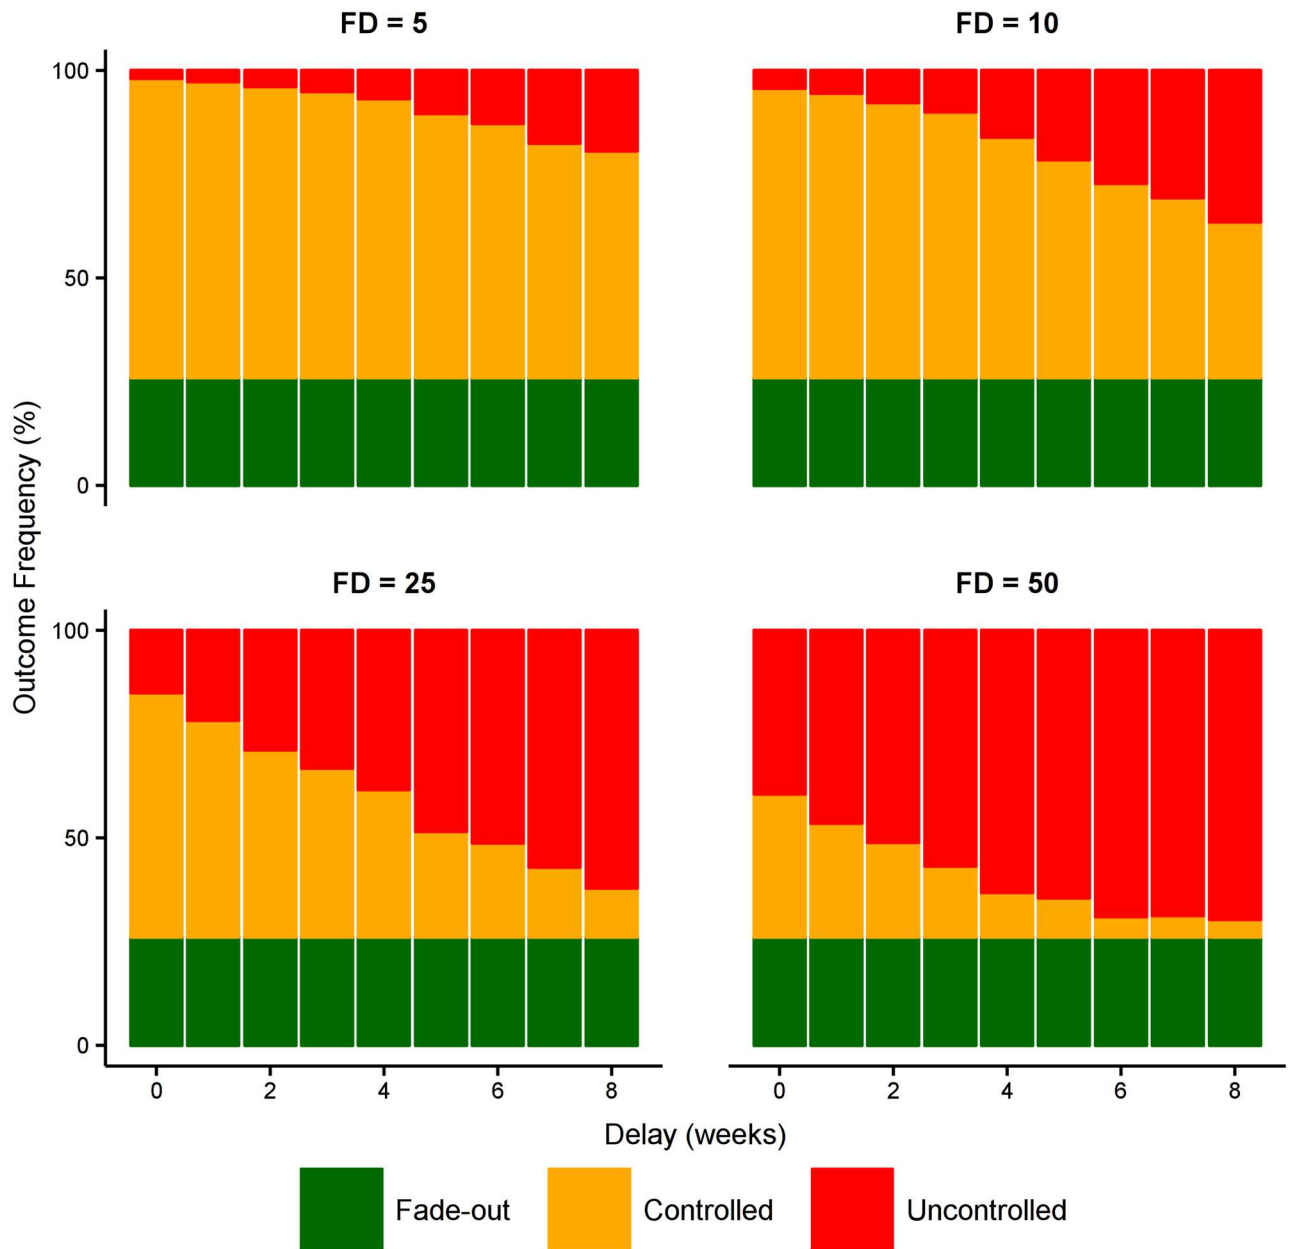 FD = 5
FD = 10
100
50
0
FD = 25
FD = 50
100
50
0
Outcome Frequency (%)
0 2 4 6 8
0 2 4 6 8
Delay (weeks)
Fade-out Controlled Uncontrolled